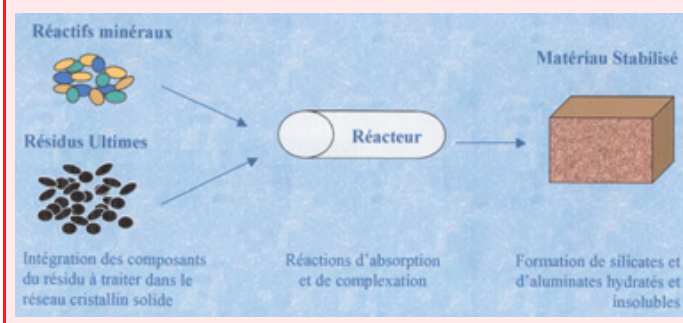 Réactifs minéraux
Matériau Stabilisé
Réacteur
Résidus Ultimes
Intégration des composants
du résidu à traiter dans le
réseau cristallin solide
Réactions d'absorption
et de complexation
Formation de silicates et
d'aluminates hydratés et
insolubles